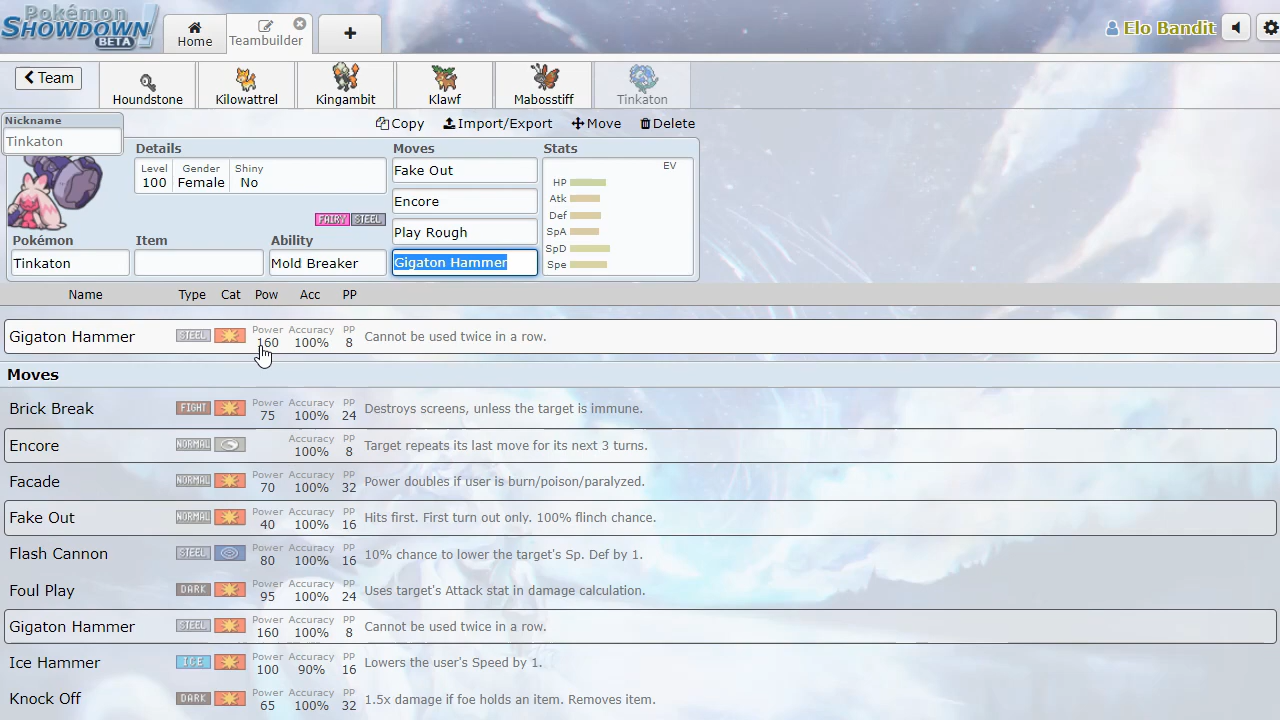 Pokémon
SHOWDOWN!
BETA
Home
Teambuilder
+
Elo Bandit
Team
Houndstone
Kilowattrel
Kingambit
Klawf
Mabosstiff
Tinkaton
Nickname
Tinkaton
Copy
Import/Export
Move
Delete
Details
Moves
Stats
Level
Gender
Shiny
100
Female
No
FAIRY
STEEL
Fake Out
Encore
Play Rough
Gigaton Hammer
EV
HP
Atk
Def
SpA
SpD
Spe
Pokémon
Item
Ability
Tinkaton
Mold Breaker
Name Type Cat Pow Acc PP
Gigaton Hammer STEEL Power 160 Accuracy 100% PP 8 Cannot be used twice in a row.
Moves
Brick Break FIGHT Power 75 Accuracy 100% PP 24 Destroys screens, unless the target is immune.
Encore NORMAL Accuracy 100% PP 8 Target repeats its last move for its next 3 turns.
Facade NORMAL Power 70 Accuracy 100% PP 32 Power doubles if user is burn/poison/paralyzed.
Fake Out NORMAL Power 40 Accuracy 100% PP 16 Hits first. First turn out only. 100% flinch chance.
Flash Cannon STEEL Power 80 Accuracy 100% PP 16 10% chance to lower the target's Sp. Def by 1.
Foul Play DARK Power 95 Accuracy 100% PP 24 Uses target's Attack stat in damage calculation.
Gigaton Hammer STEEL Power 160 Accuracy 100% PP 8 Cannot be used twice in a row.
Ice Hammer ICE Power 100 Accuracy 90% PP 16 Lowers the user's Speed by 1.
Knock Off DARK Power 65 Accuracy 100% PP 32 1.5x damage if foe holds an item. Removes item.